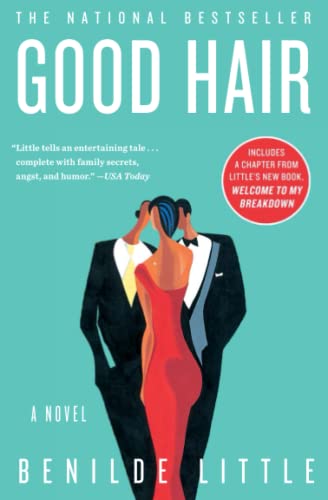 THE NATIONAL BESTSELLER
GOOD HAIR
“Little tells an entertaining tale . . .
complete with family secrets,
angst, and humor.” —USA Today
INCLUDES
A CHAPTER FROM
LITTLE'S NEW BOOK,
WELCOME TO MY
BREAKDOWN
A NOVEL
BENILDE LITTLE